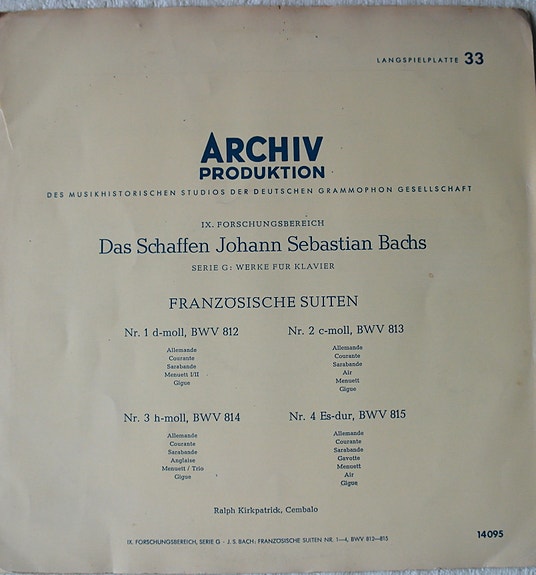 LANGSPIELPLATTE 33
ARCHIV
PRODUKTION
DES MUSIKHISTORISCHEN STUDIOS DER DEUTSCHEN GRAMMOPHON GESELLSCHAFT
IX. FORSCHUNGSBEREICH
Das Schaffen Johann Sebastian Bachs
SERIE G: WERKE FÜR KLAVIER
FRANZÖSISCHE SUITEN
Nr. 1 d-moll, BWV 812
Allemande
Courante
Sarabande
Menuett I/II
Gigue
Nr. 2 c-moll, BWV 813
Allemande
Courante
Sarabande
Air
Menuett
Gigue
Nr. 3 h-moll, BWV 814
Allemande
Courante
Sarabande
Anglaise
Menuett / Trio
Gigue
Nr. 4 Es-dur, BWV 815
Allemande
Courante
Sarabande
Gavotte
Menuett
Air
Gigue
Ralph Kirkpatrick, Cembalo
IX. FORSCHUNGSBEREICH, SERIE G · J. S. BACH: FRANZÖSISCHE SUITEN NR. 1—4, BWV 812—815
14095